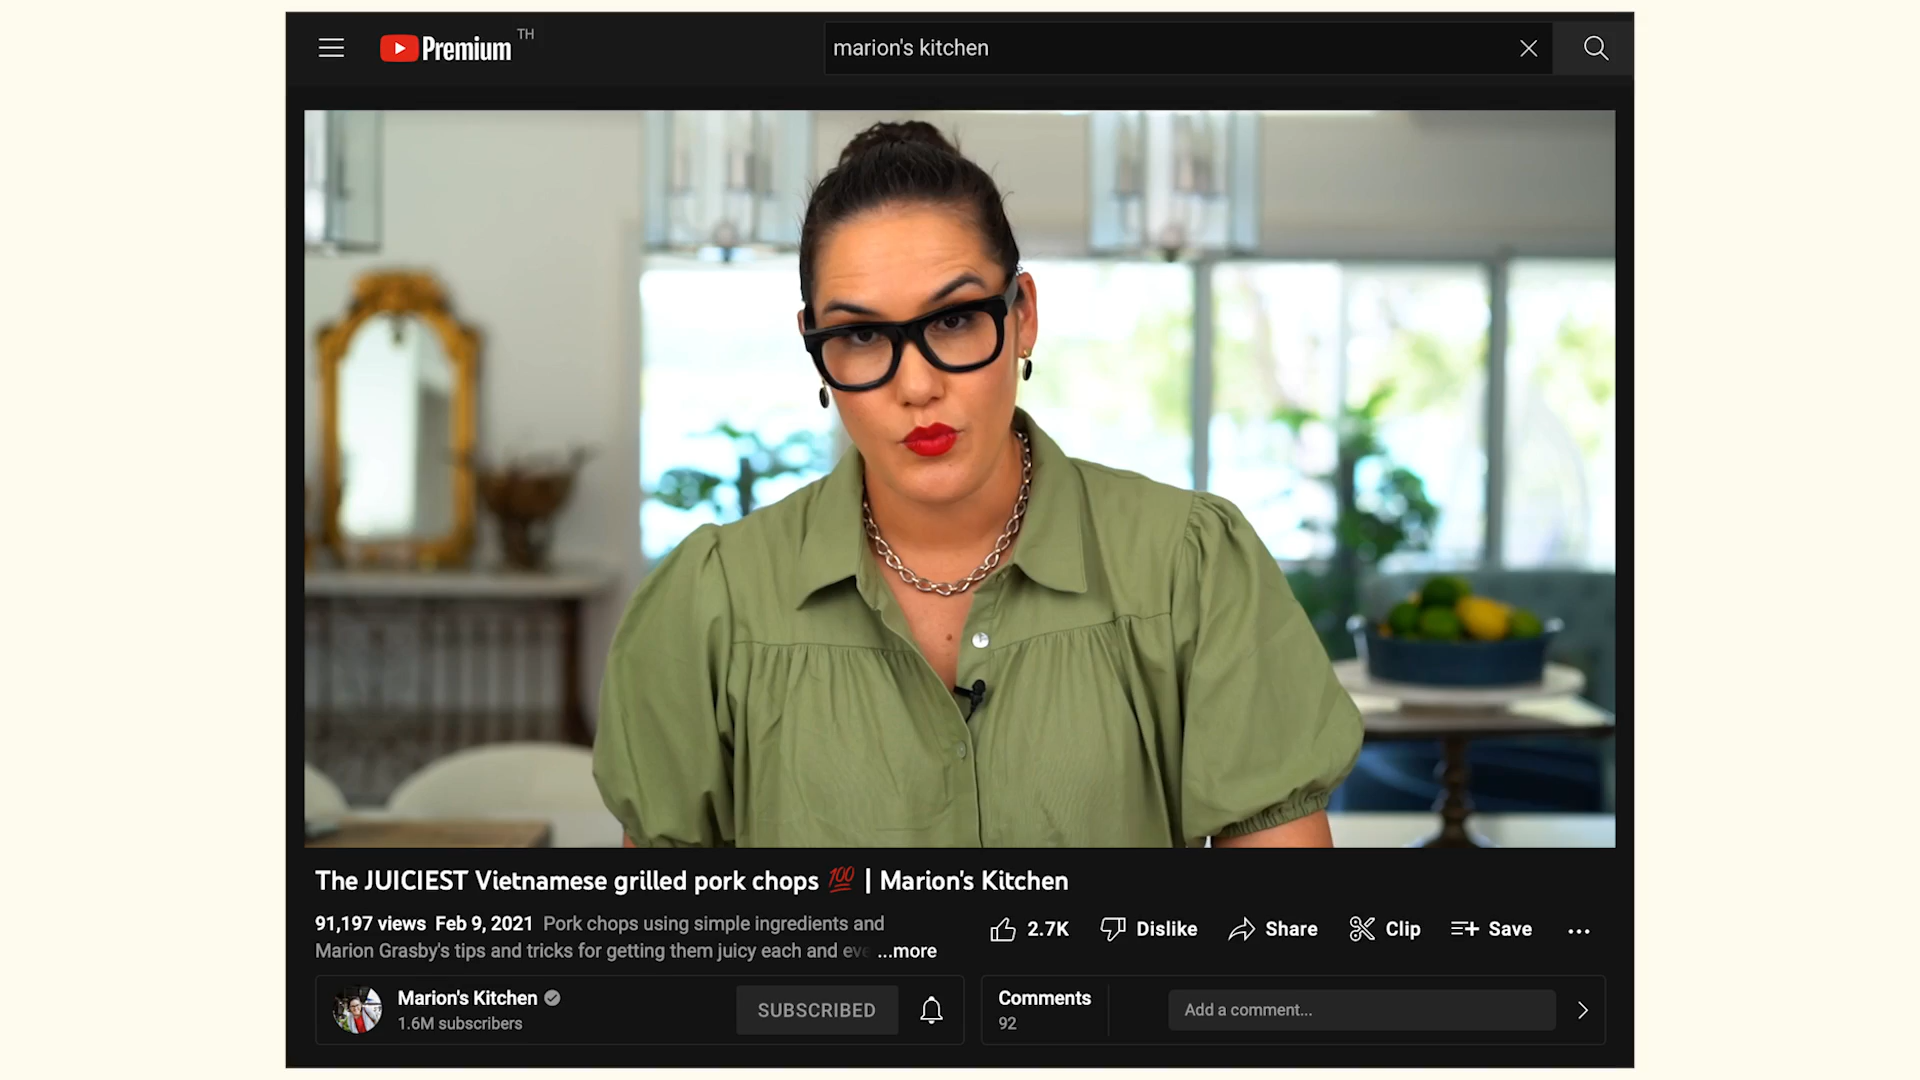 Premium TH
marion's kitchen
The JUICIEST Vietnamese grilled pork chops 💯 | Marion's Kitchen
91,197 views Feb 9, 2021 Pork chops using simple ingredients and
Marion Grasby's tips and tricks for getting them juicy each and eve ...more
2.7K Dislike Share Clip Save
Marion's Kitchen
1.6M subscribers
SUBSCRIBED
Comments
92
Add a comment...